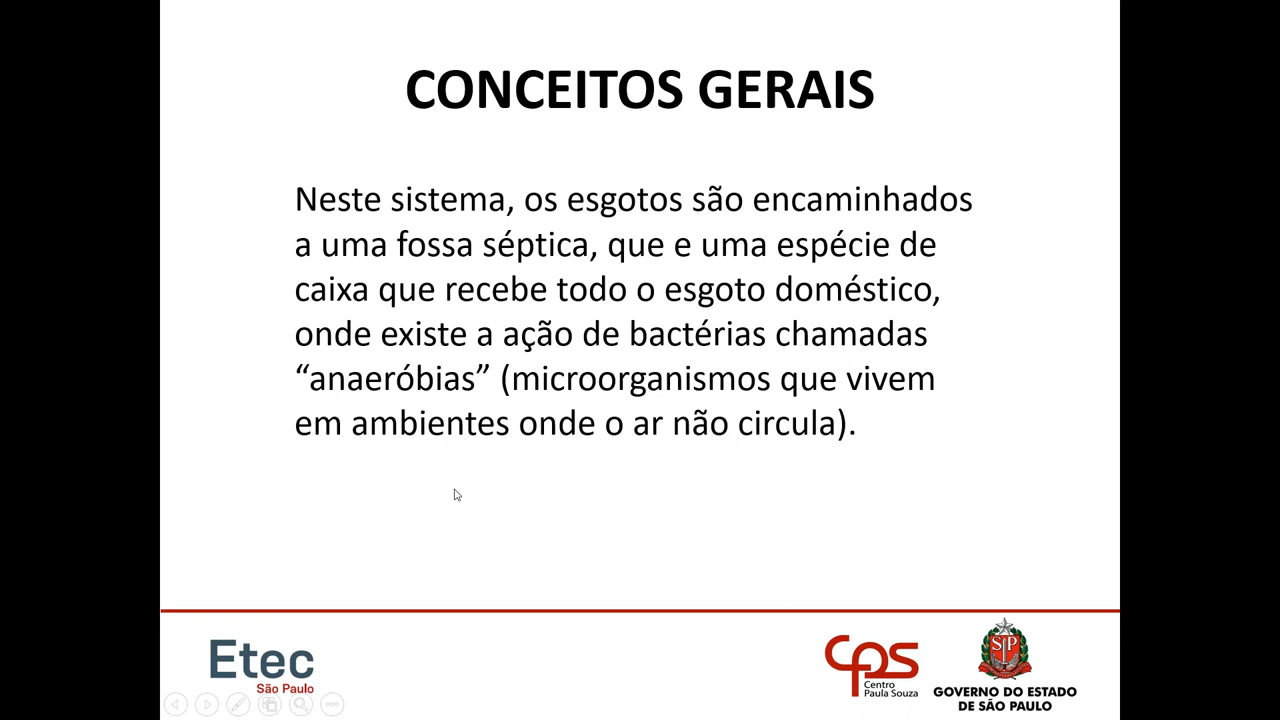 CONCEITOS GERAIS
Neste sistema, os esgotos são encaminhados
a uma fossa séptica, que e uma espécie de
caixa que recebe todo o esgoto doméstico,
onde existe a ação de bactérias chamadas
“anaeróbias” (microorganismos que vivem
em ambientes onde o ar não circula).
Etec
São Paulo
cps
Centro
Paula Souza
SP
GOVERNO DO ESTADO
DE SÃO PAULO